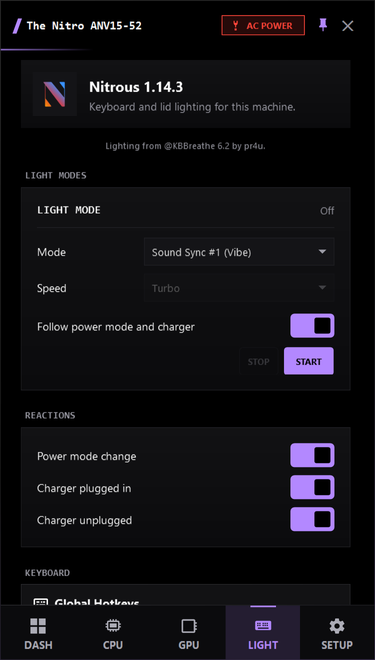 The Nitro ANV15-52
AC POWER
Nitrous 1.14.3
Keyboard and lid lighting for this machine.
Lighting from @KBBreathe 6.2 by pr4u.
LIGHT MODES
LIGHT MODE Off
Mode Sound Sync #1 (Vibe)
Speed Turbo
Follow power mode and charger
STOP START
REACTIONS
Power mode change
Charger plugged in
Charger unplugged
KEYBOARD
Global Hotkeys
DASH CPU GPU LIGHT SETUP